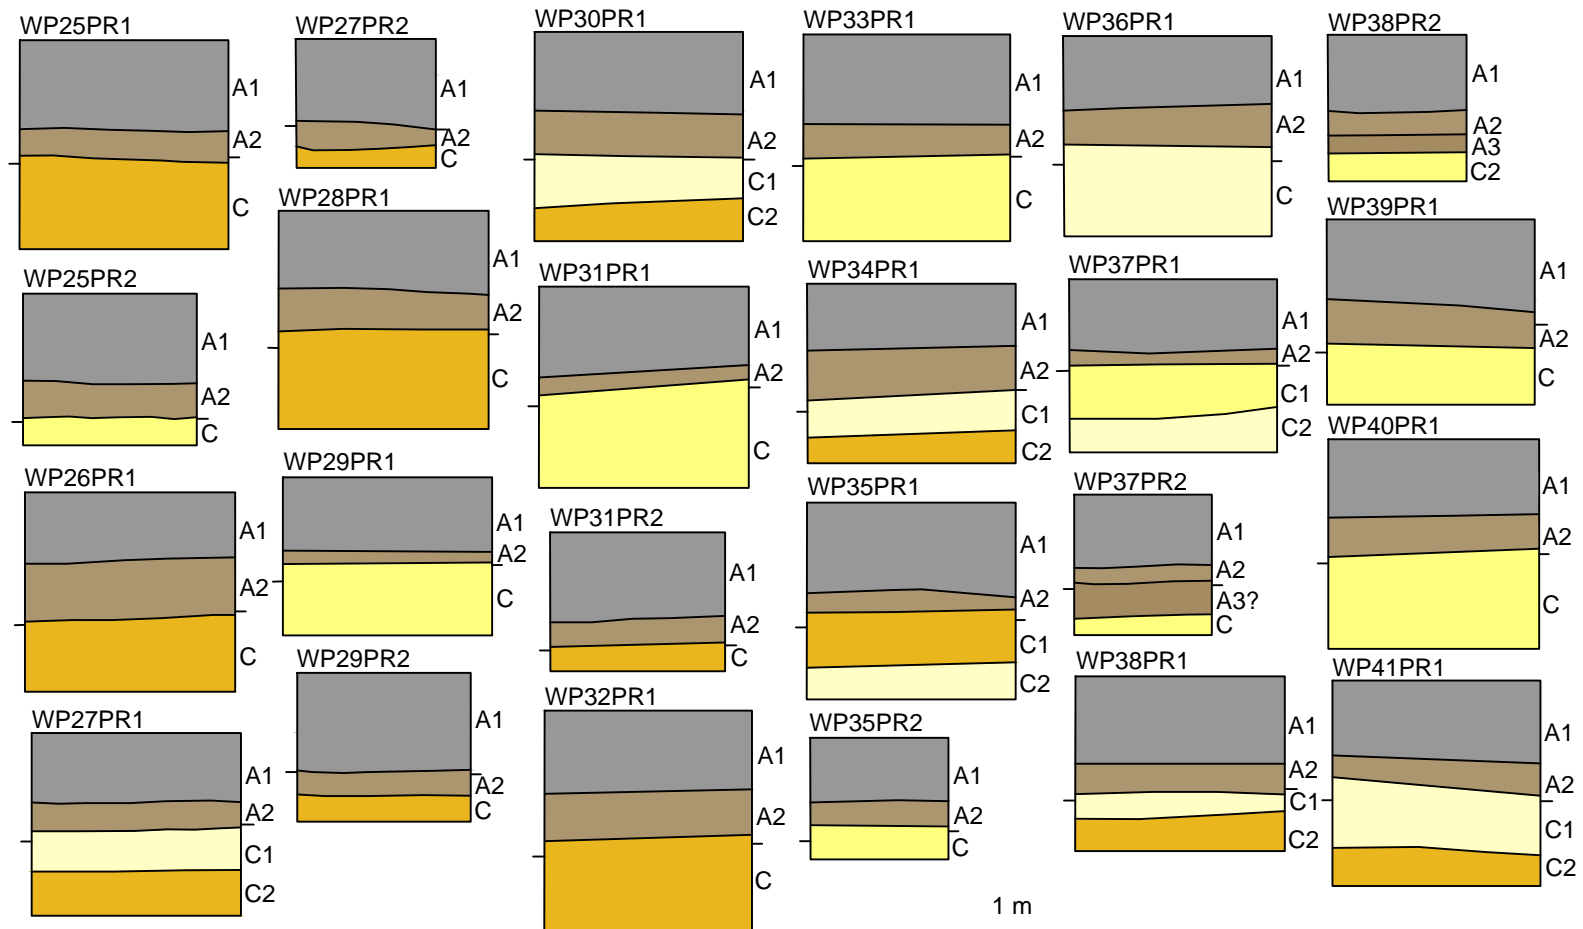 WP25PR1
A1
A2
C
WP25PR2
A1
A2
C
WP26PR1
A1
A2
C
WP27PR1
A1
A2
C1
C2
WP27PR2
A1
A2
C
WP28PR1
A1
A2
C
WP29PR1
A1
A2
C
WP29PR2
A1
A2
C
WP30PR1
A1
A2
C1
C2
WP31PR1
A1
A2
C
WP31PR2
A1
A2
C
WP32PR1
A1
A2
C
WP33PR1
A1
A2
C
WP34PR1
A1
A2
C1
C2
WP35PR1
A1
A2
C1
C2
WP35PR2
A1
A2
C
WP36PR1
A1
A2
C
WP37PR1
A1
A2
C1
C2
WP37PR2
A1
A2
A3?
C
WP38PR1
A1
A2
C1
C2
WP38PR2
A1
A2
A3
C2
WP39PR1
A1
A2
C
WP40PR1
A1
A2
C
WP41PR1
A1
A2
C1
C2
1 m